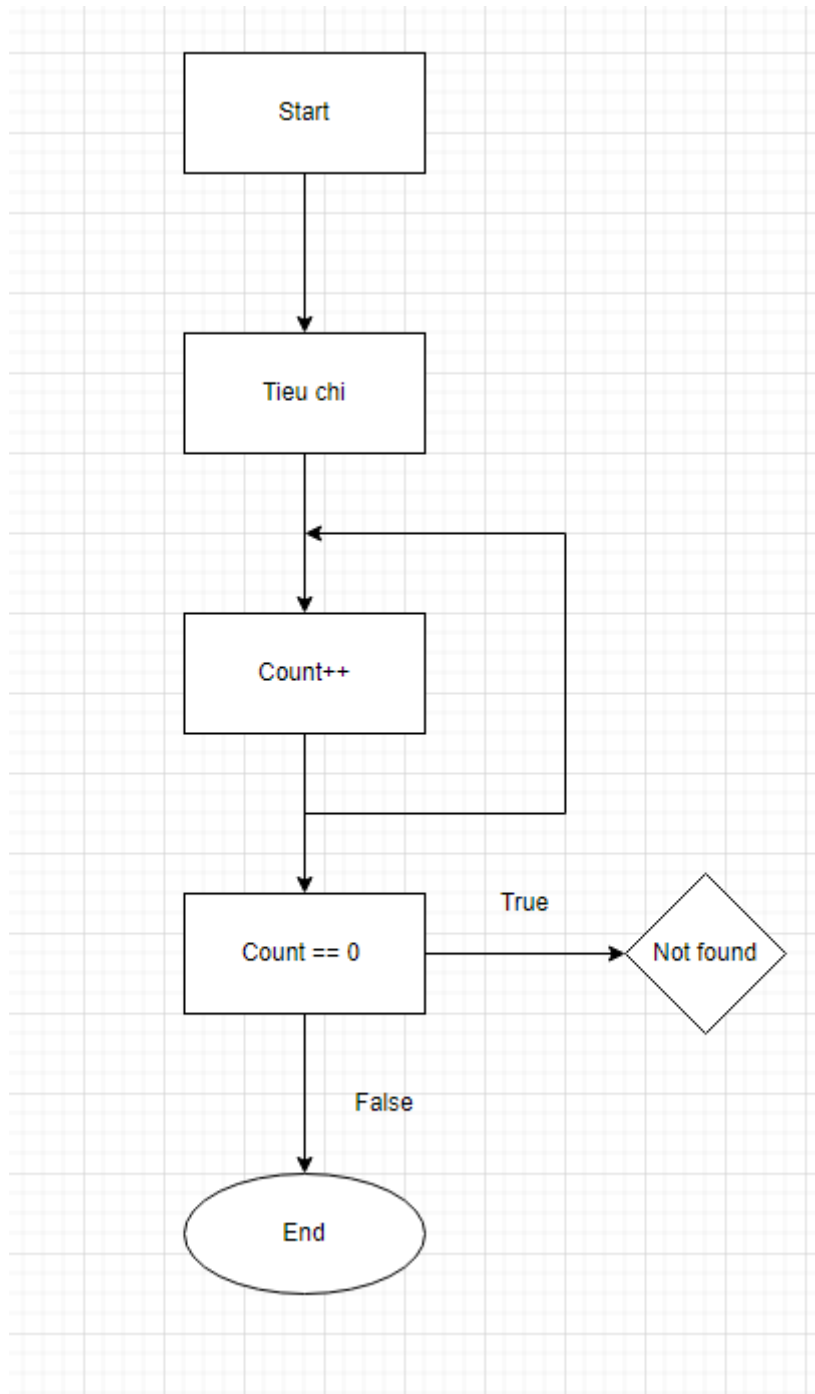 Start
Tieu chi
Count++
Count == 0
True
Not found
False
End